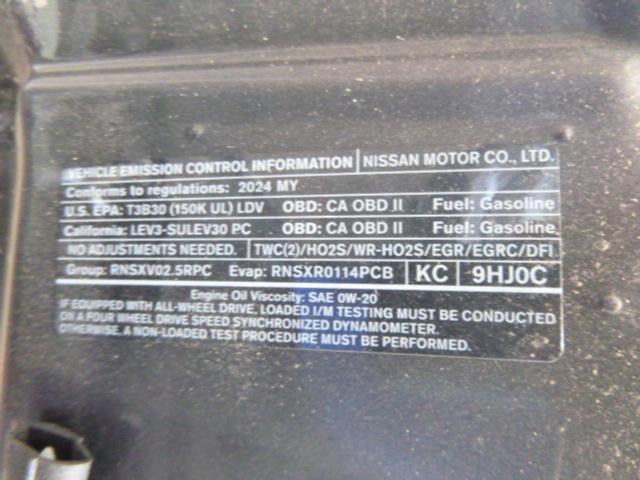 VEHICLE EMISSION CONTROL INFORMATION NISSAN MOTOR CO., LTD.
Conforms to regulations: 2024 MY
U.S. EPA: T3B30 (150K UL) LDV OBD: CA OBD II Fuel: Gasoline
California: LEV3-SULEV30 PC OBD: CA OBD II Fuel: Gasoline
NO ADJUSTMENTS NEEDED. TWC(2)/HO2S/WR-HO2S/EGR/EGRC/DFI
Group: RNSXV02.5RPC Evap: RNSXR0114PCB KC 9HJ0C
Engine Oil Viscosity: SAE 0W-20
IF EQUIPPED WITH ALL-WHEEL DRIVE, LOADED I/M TESTING MUST BE CONDUCTED
ON A FOUR WHEEL DRIVE SPEED SYNCHRONIZED DYNAMOMETER.
OTHERWISE, A NON-LOADED TEST PROCEDURE MUST BE PERFORMED.